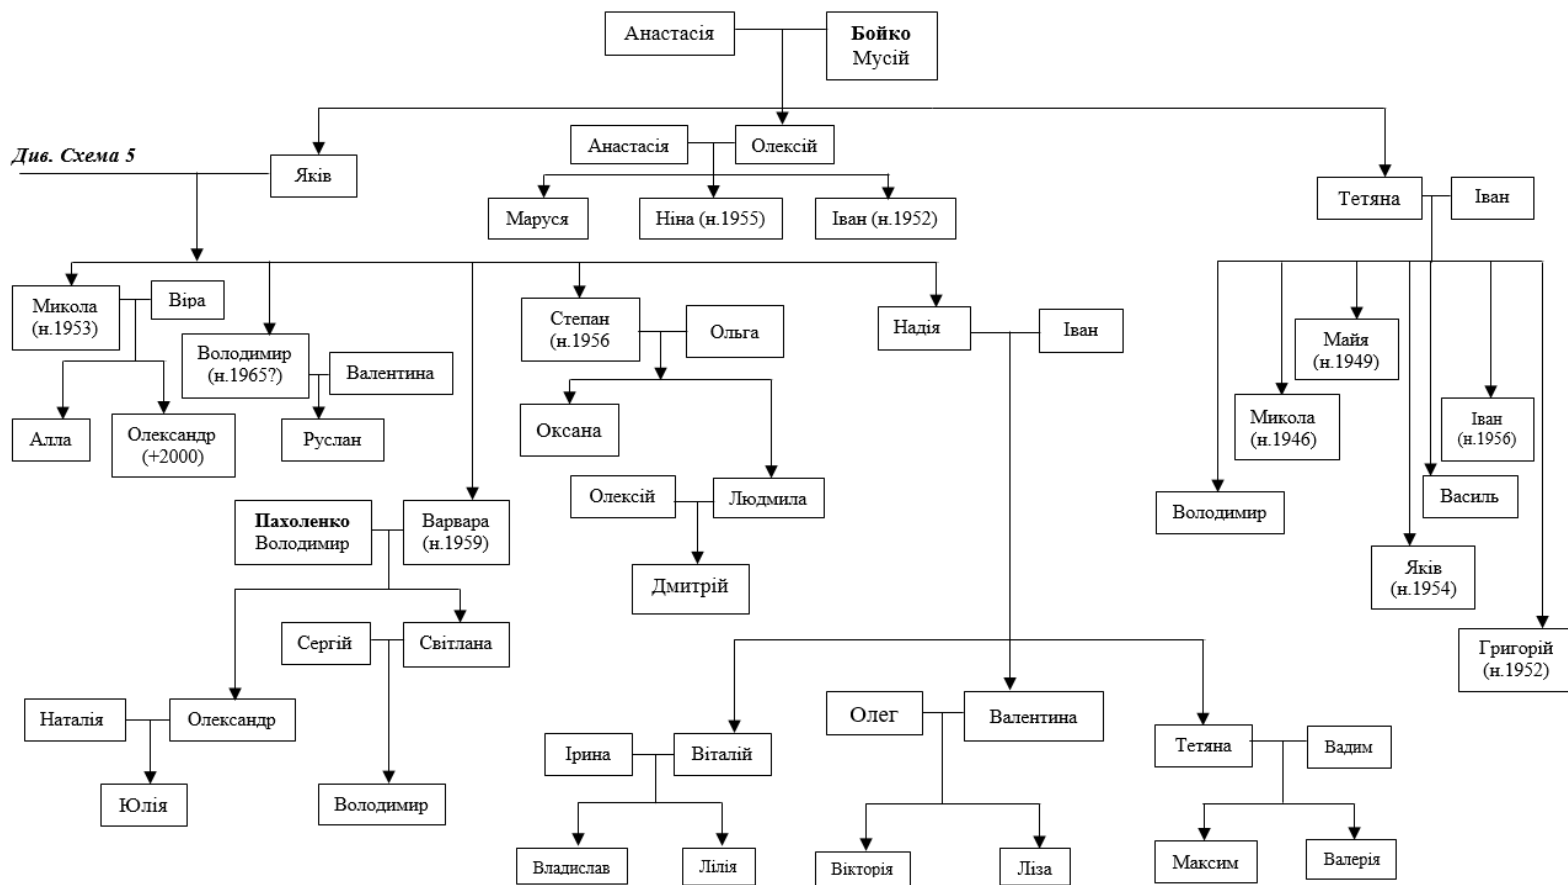 Анастасія
Бойко
Мусій
Анастасія
Олексій
Див. Схема 5
Яків
Тетяна
Іван
Маруся
Ніна (н.1955)
Іван (н.1952)
Микола
(н.1953)
Віра
Володимир
(н.1965?)
Валентина
Степан
(н.1956
Ольга
Надія
Іван
Майя
(н.1949)
Микола
(н.1946)
Іван
(н.1956)
Алла
Олександр
(+2000)
Руслан
Оксана
Олексій
Людмила
Володимир
Василь
Пахоленко
Володимир
Варвара
(н.1959)
Дмитрій
Яків
(н.1954)
Сергій
Світлана
Григорій
(н.1952)
Наталія
Олександр
Олег
Валентина
Ірина
Віталій
Тетяна
Вадим
Юлія
Володимир
Владислав
Лілія
Вікторія
Ліза
Максим
Валерія